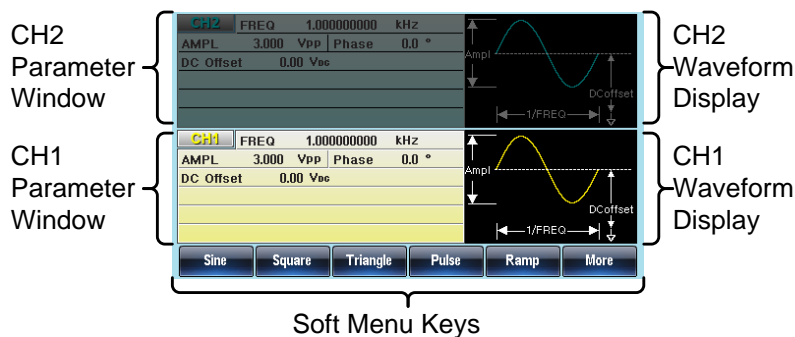 CH2
Parameter
Window
CH2 FREQ 1.000000000 kHz
AMPL 3.000 Vpp Phase 0.0 °
DC Offset 0.00 VDC
Ampl
DCoffset
1/FREQ
CH2
Waveform
Display
CH1
Parameter
Window
CH1 FREQ 1.000000000 kHz
AMPL 3.000 Vpp Phase 0.0 °
DC Offset 0.00 VDC
Ampl
DCoffset
1/FREQ
CH1
Waveform
Display
Sine Square Triangle Pulse Ramp More
Soft Menu Keys